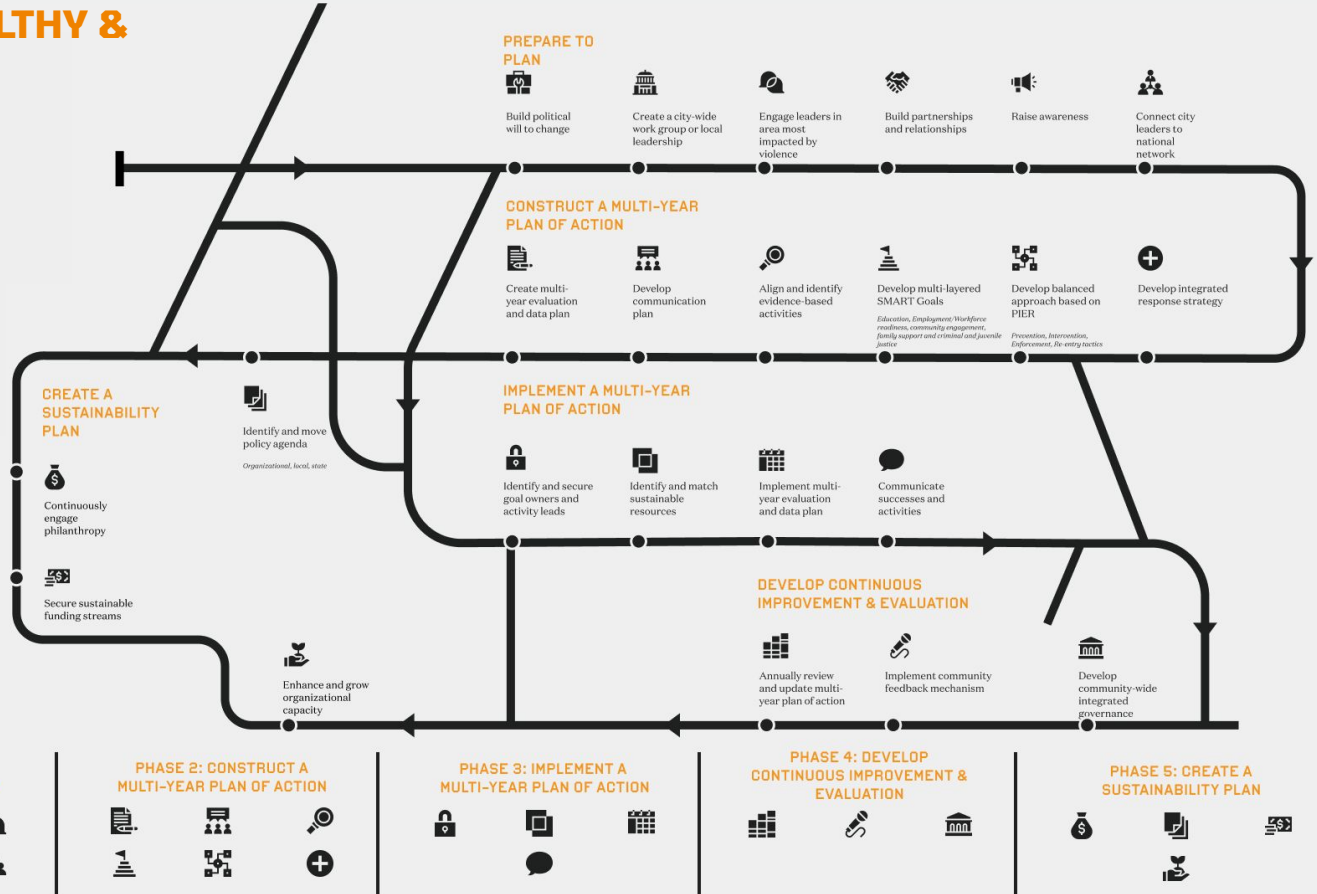 LTHY &
PREPARE TO
PLAN
Build political
will to change
Create a city-wide
work group or local
leadership
Engage leaders in
area most
impacted by
violence
Build partnerships
and relationships
Raise awareness
Connect city
leaders to
national
network
CONSTRUCT A MULTI-YEAR
PLAN OF ACTION
Create multi-
year evaluation
and data plan
Develop
communication
plan
Align and identify
evidence-based
activities
Develop multi-layered
SMART Goals
Education, Employment/Workforce
readiness, community engagement,
family support and criminal and juvenile
justice
Develop balanced
approach based on
PIER
Prevention, Intervention,
Enforcement, Re-entry tactics
Develop integrated
response strategy
CREATE A
SUSTAINABILITY
PLAN
Identify and move
policy agenda
Organizational, local, state
Continuously
engage
philanthropy
Secure sustainable
funding streams
Enhance and grow
organizational
capacity
IMPLEMENT A MULTI-YEAR
PLAN OF ACTION
Identify and secure
goal owners and
activity leads
Identify and match
sustainable
resources
Implement multi-
year evaluation
and data plan
Communicate
successes and
activities
DEVELOP CONTINUOUS
IMPROVEMENT & EVALUATION
Annually review
and update multi-
year plan of action
Implement community
feedback mechanism
Develop
community-wide
integrated
governance
PHASE 2: CONSTRUCT A
MULTI-YEAR PLAN OF ACTION
PHASE 3: IMPLEMENT A
MULTI-YEAR PLAN OF ACTION
PHASE 4: DEVELOP
CONTINUOUS IMPROVEMENT &
EVALUATION
PHASE 5: CREATE A
SUSTAINABILITY PLAN